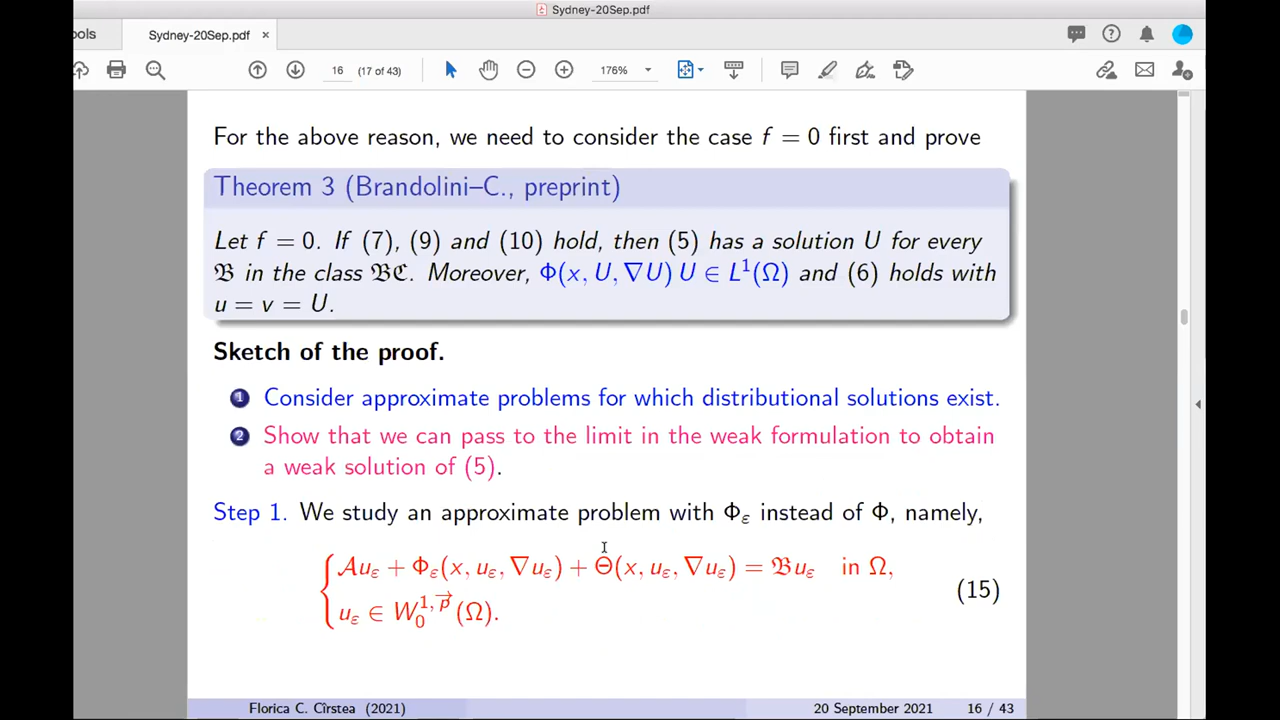 Sydney-20Sep.pdf
ools
Sydney-20Sep.pdf ×
16 (17 of 43) 176%
For the above reason, we need to consider the case f = 0 first and prove
Theorem 3 (Brandolini–C., preprint)
Let f = 0. If (7), (9) and (10) hold, then (5) has a solution U for every
𝔅 in the class 𝔅ℭ. Moreover, Φ(x, U, ∇U) U ∈ L¹(Ω) and (6) holds with
u = v = U.
Sketch of the proof.
1 Consider approximate problems for which distributional solutions exist.
2 Show that we can pass to the limit in the weak formulation to obtain
a weak solution of (5).
Step 1. We study an approximate problem with Φ_ε instead of Φ, namely,
{ 𝒜u_ε + Φ_ε(x, u_ε, ∇u_ε) + Θ(x, u_ε, ∇u_ε) = 𝔅u_ε in Ω,
u_ε ∈ W_0^{1,\overrightarrow{p}}(Ω).
(15)
Florica C. Cîrstea (2021) 20 September 2021 16 / 43